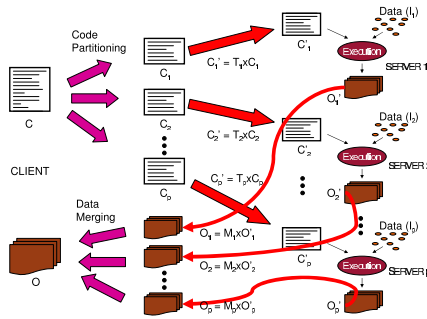 Code
Partitioning
Data (I₁)
C'₁
Execution
SERVER 1
C₁
C₁' = T₁xC₁
O₁'
C
C₂
C₂' = T₂xC₂
Data (I₂)
C'₂
Execution
SERVER 2
CLIENT
Cₚ
Cₚ' = TₚxCₚ
O₂'
Data
Merging
O₁ = M₁xO'₁
Data (Iₚ)
C'ₚ
O₂ = M₂xO'₂
Execution
SERVER p
O
Oₚ = MₚxO'ₚ
Oₚ'